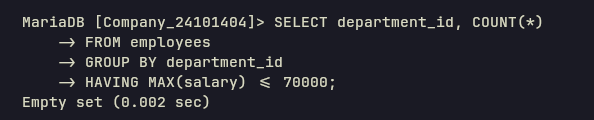 MariaDB [Company_24101404]> SELECT department_id, COUNT(*)
    -> FROM employees
    -> GROUP BY department_id
    -> HAVING MAX(salary) <= 70000;
Empty set (0.002 sec)